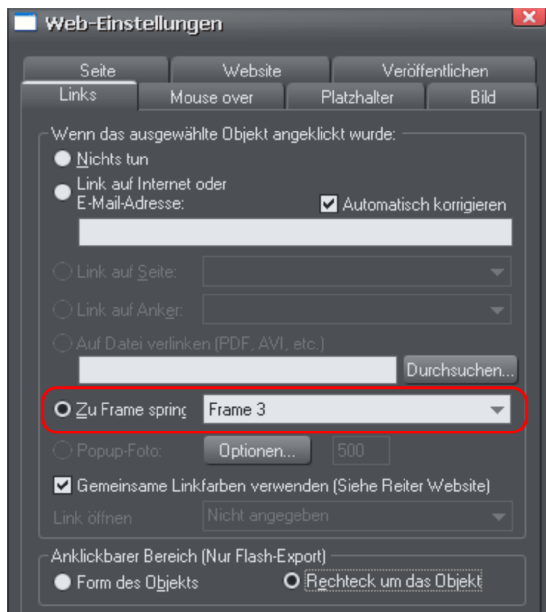 Web-Einstellungen
Seite Website Veröffentlichen
Links Mouse over Platzhalter Bild
Wenn das ausgewählte Objekt angeklickt wurde:
Nichts tun
Link auf Internet oder
E-Mail-Adresse: Automatisch korrigieren
Link auf Seite:
Link auf Anker:
Auf Datei verlinken (PDF, AVI, etc.)
Durchsuchen...
Zu Frame spring Frame 3
Popup-Foto: Optionen... 500
Gemeinsame Linkfarben verwenden (Siehe Reiter Website)
Link öffnen Nicht angegeben
Anklickbarer Bereich (Nur Flash-Export)
Form des Objekts Rechteck um das Objekt